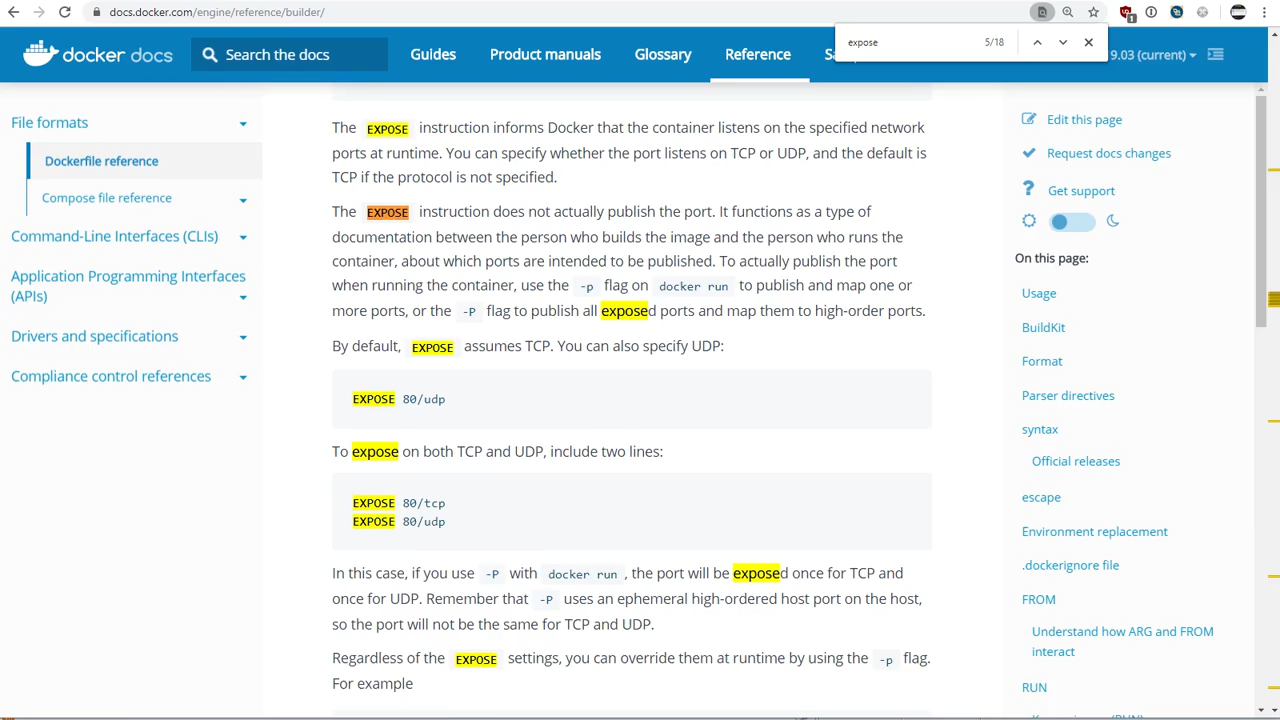 docs.docker.com/engine/reference/builder/
1
expose
5/18
docker docs
Search the docs
Guides
Product manuals
Glossary
Reference
9.03 (current)
File formats
Dockerfile reference
Compose file reference
Command-Line Interfaces (CLIs)
Application Programming Interfaces
(APIs)
Drivers and specifications
Compliance control references
The EXPOSE instruction informs Docker that the container listens on the specified network
ports at runtime. You can specify whether the port listens on TCP or UDP, and the default is
TCP if the protocol is not specified.
The EXPOSE instruction does not actually publish the port. It functions as a type of
documentation between the person who builds the image and the person who runs the
container, about which ports are intended to be published. To actually publish the port
when running the container, use the -p flag on docker run to publish and map one or
more ports, or the -P flag to publish all exposed ports and map them to high-order ports.
By default, EXPOSE assumes TCP. You can also specify UDP:
EXPOSE 80/udp
To expose on both TCP and UDP, include two lines:
EXPOSE 80/tcp
EXPOSE 80/udp
In this case, if you use -P with docker run , the port will be exposed once for TCP and
once for UDP. Remember that -P uses an ephemeral high-ordered host port on the host,
so the port will not be the same for TCP and UDP.
Regardless of the EXPOSE settings, you can override them at runtime by using the -p flag.
For example
Edit this page
Request docs changes
Get support
On this page:
Usage
BuildKit
Format
Parser directives
syntax
Official releases
escape
Environment replacement
.dockerignore file
FROM
Understand how ARG and FROM
interact
RUN